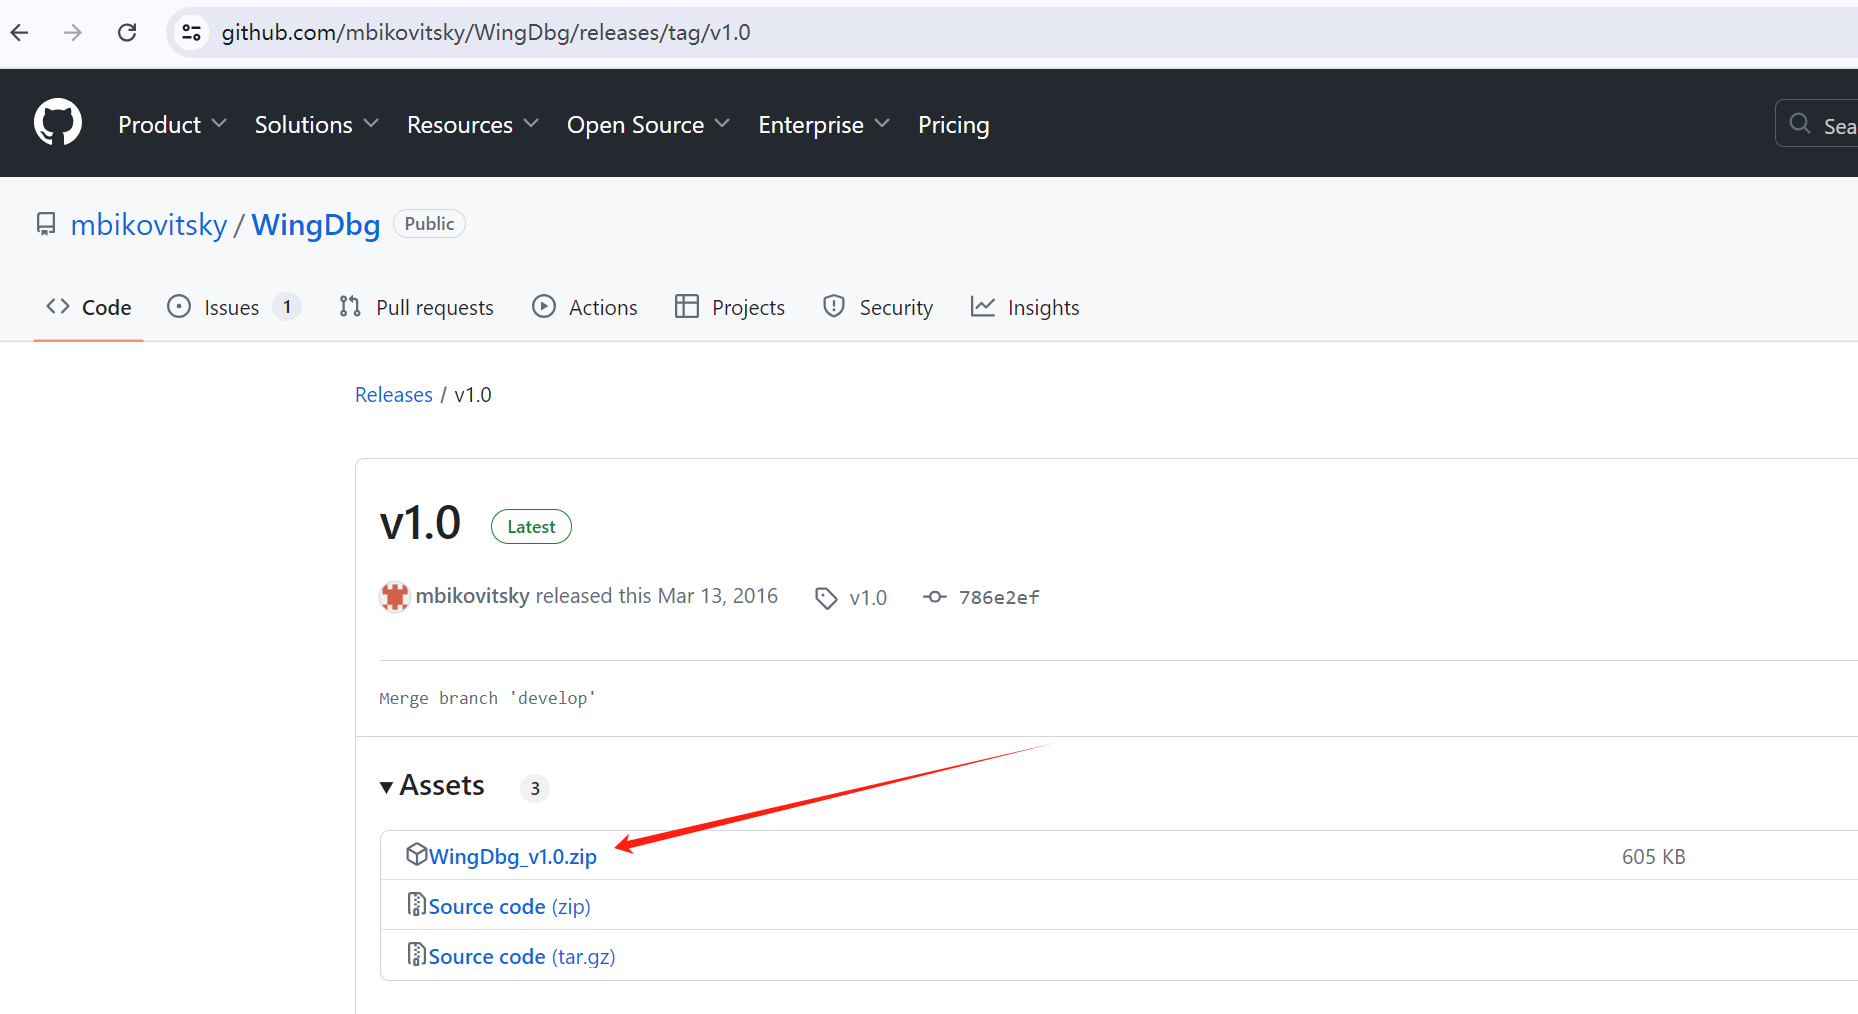 github.com/mbikovitsky/WingDbg/releases/tag/v1.0
Product Solutions Resources Open Source Enterprise Pricing Sea
mbikovitsky / WingDbg Public
Code Issues 1 Pull requests Actions Projects Security Insights
Releases / v1.0
v1.0 Latest
mbikovitsky released this Mar 13, 2016 v1.0 786e2ef
Merge branch 'develop'
Assets 3
WingDbg_v1.0.zip 605 KB
Source code (zip)
Source code (tar.gz)